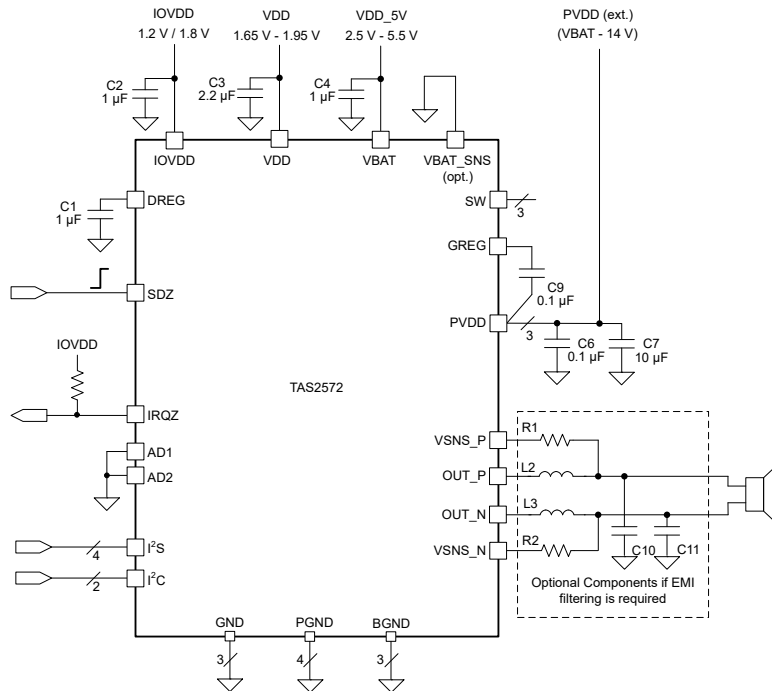 IOVDD
1.2 V / 1.8 V
VDD
1.65 V - 1.95 V
VDD_5V
2.5 V - 5.5 V
PVDD (ext.)
(VBAT - 14 V)
C2
1 µF
C3
2.2 µF
C4
1 µF
IOVDD
VDD
VBAT
VBAT_SNS
(opt.)
DREG
C1
1 µF
SW
3
GREG
C9
0.1 µF
SDZ
PVDD
3
C6
0.1 µF
C7
10 µF
IOVDD
TAS2572
IRQZ
AD1
AD2
VSNS_P
R1
OUT_P
L2
OUT_N
L3
VSNS_N
R2
C10
C11
Optional Components if EMI
filtering is required
4
I²S
2
I²C
GND
PGND
BGND
3
4
3